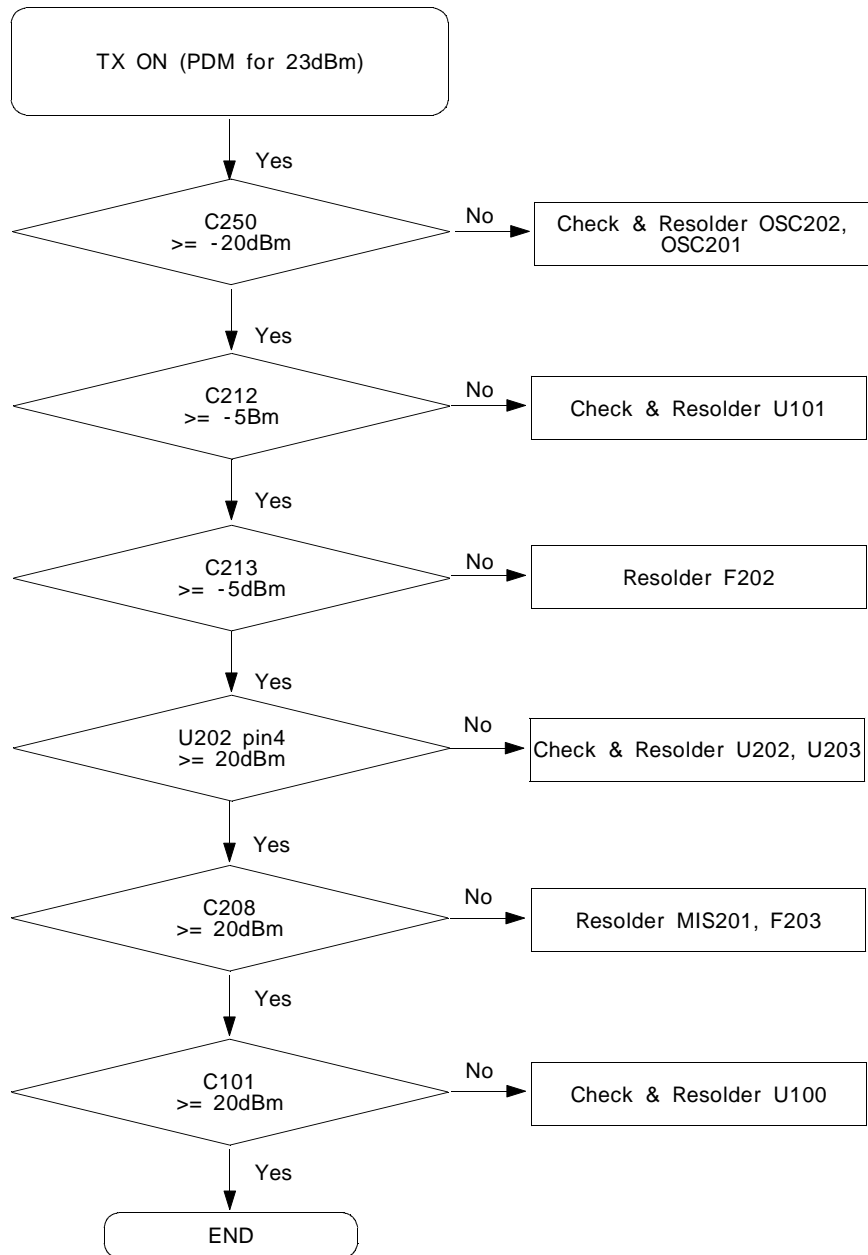 TX ON (PDM for 23dBm)
Yes
C250
>= -20dBm
No
Check & Resolder OSC202,
OSC201
Yes
C212
>= -5Bm
No
Check & Resolder U101
Yes
C213
>= -5dBm
No
Resolder F202
Yes
U202 pin4
>= 20dBm
No
Check & Resolder U202, U203
Yes
C208
>= 20dBm
No
Resolder MIS201, F203
Yes
C101
>= 20dBm
No
Check & Resolder U100
Yes
END